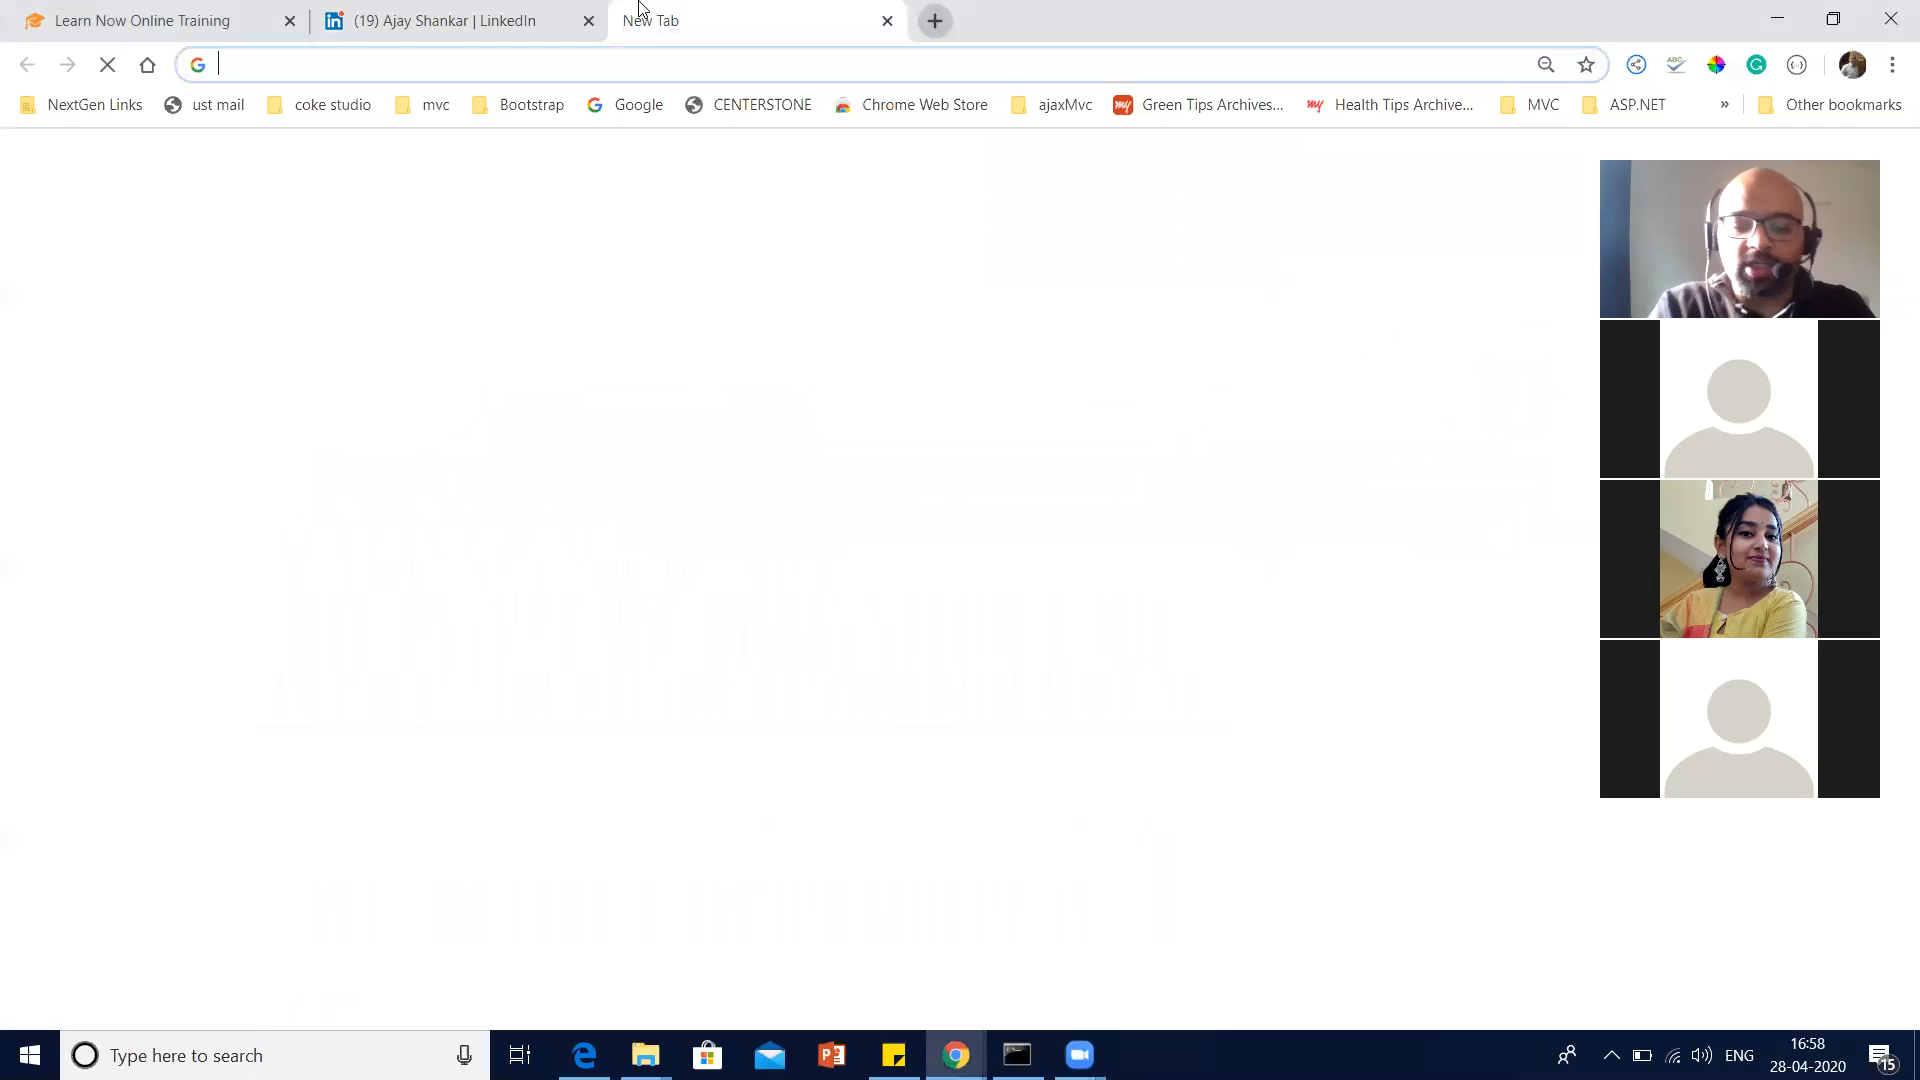 Learn Now Online Training
(19) Ajay Shankar | LinkedIn
New Tab
NextGen Links
ust mail
coke studio
mvc
Bootstrap
Google
CENTERSTONE
Chrome Web Store
ajaxMvc
Green Tips Archives...
Health Tips Archive...
MVC
ASP.NET
»
Other bookmarks
Type here to search
ENG
16:58
28-04-2020
15